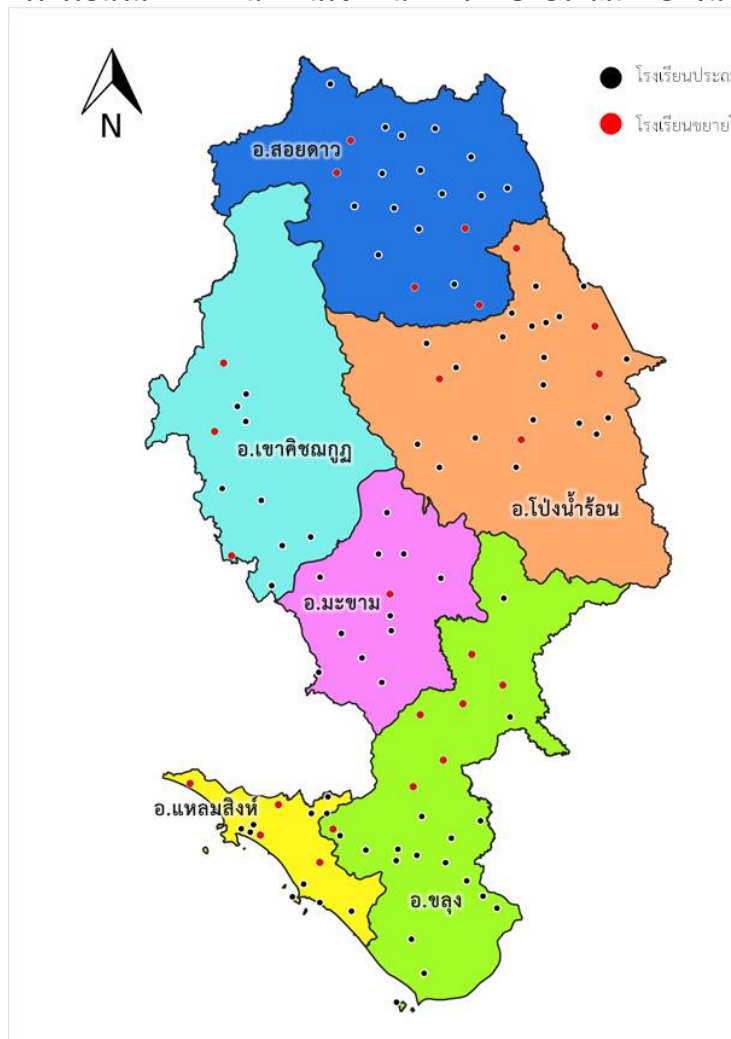 N
โรงเรียนประถม
โรงเรียนขยายโ
อ.สอยดาว
อ.เขาคิชฌกูฏ
อ.โป่งน้ำร้อน
อ.มะขาม
อ.แหลมสิงห์
อ.ขลุง